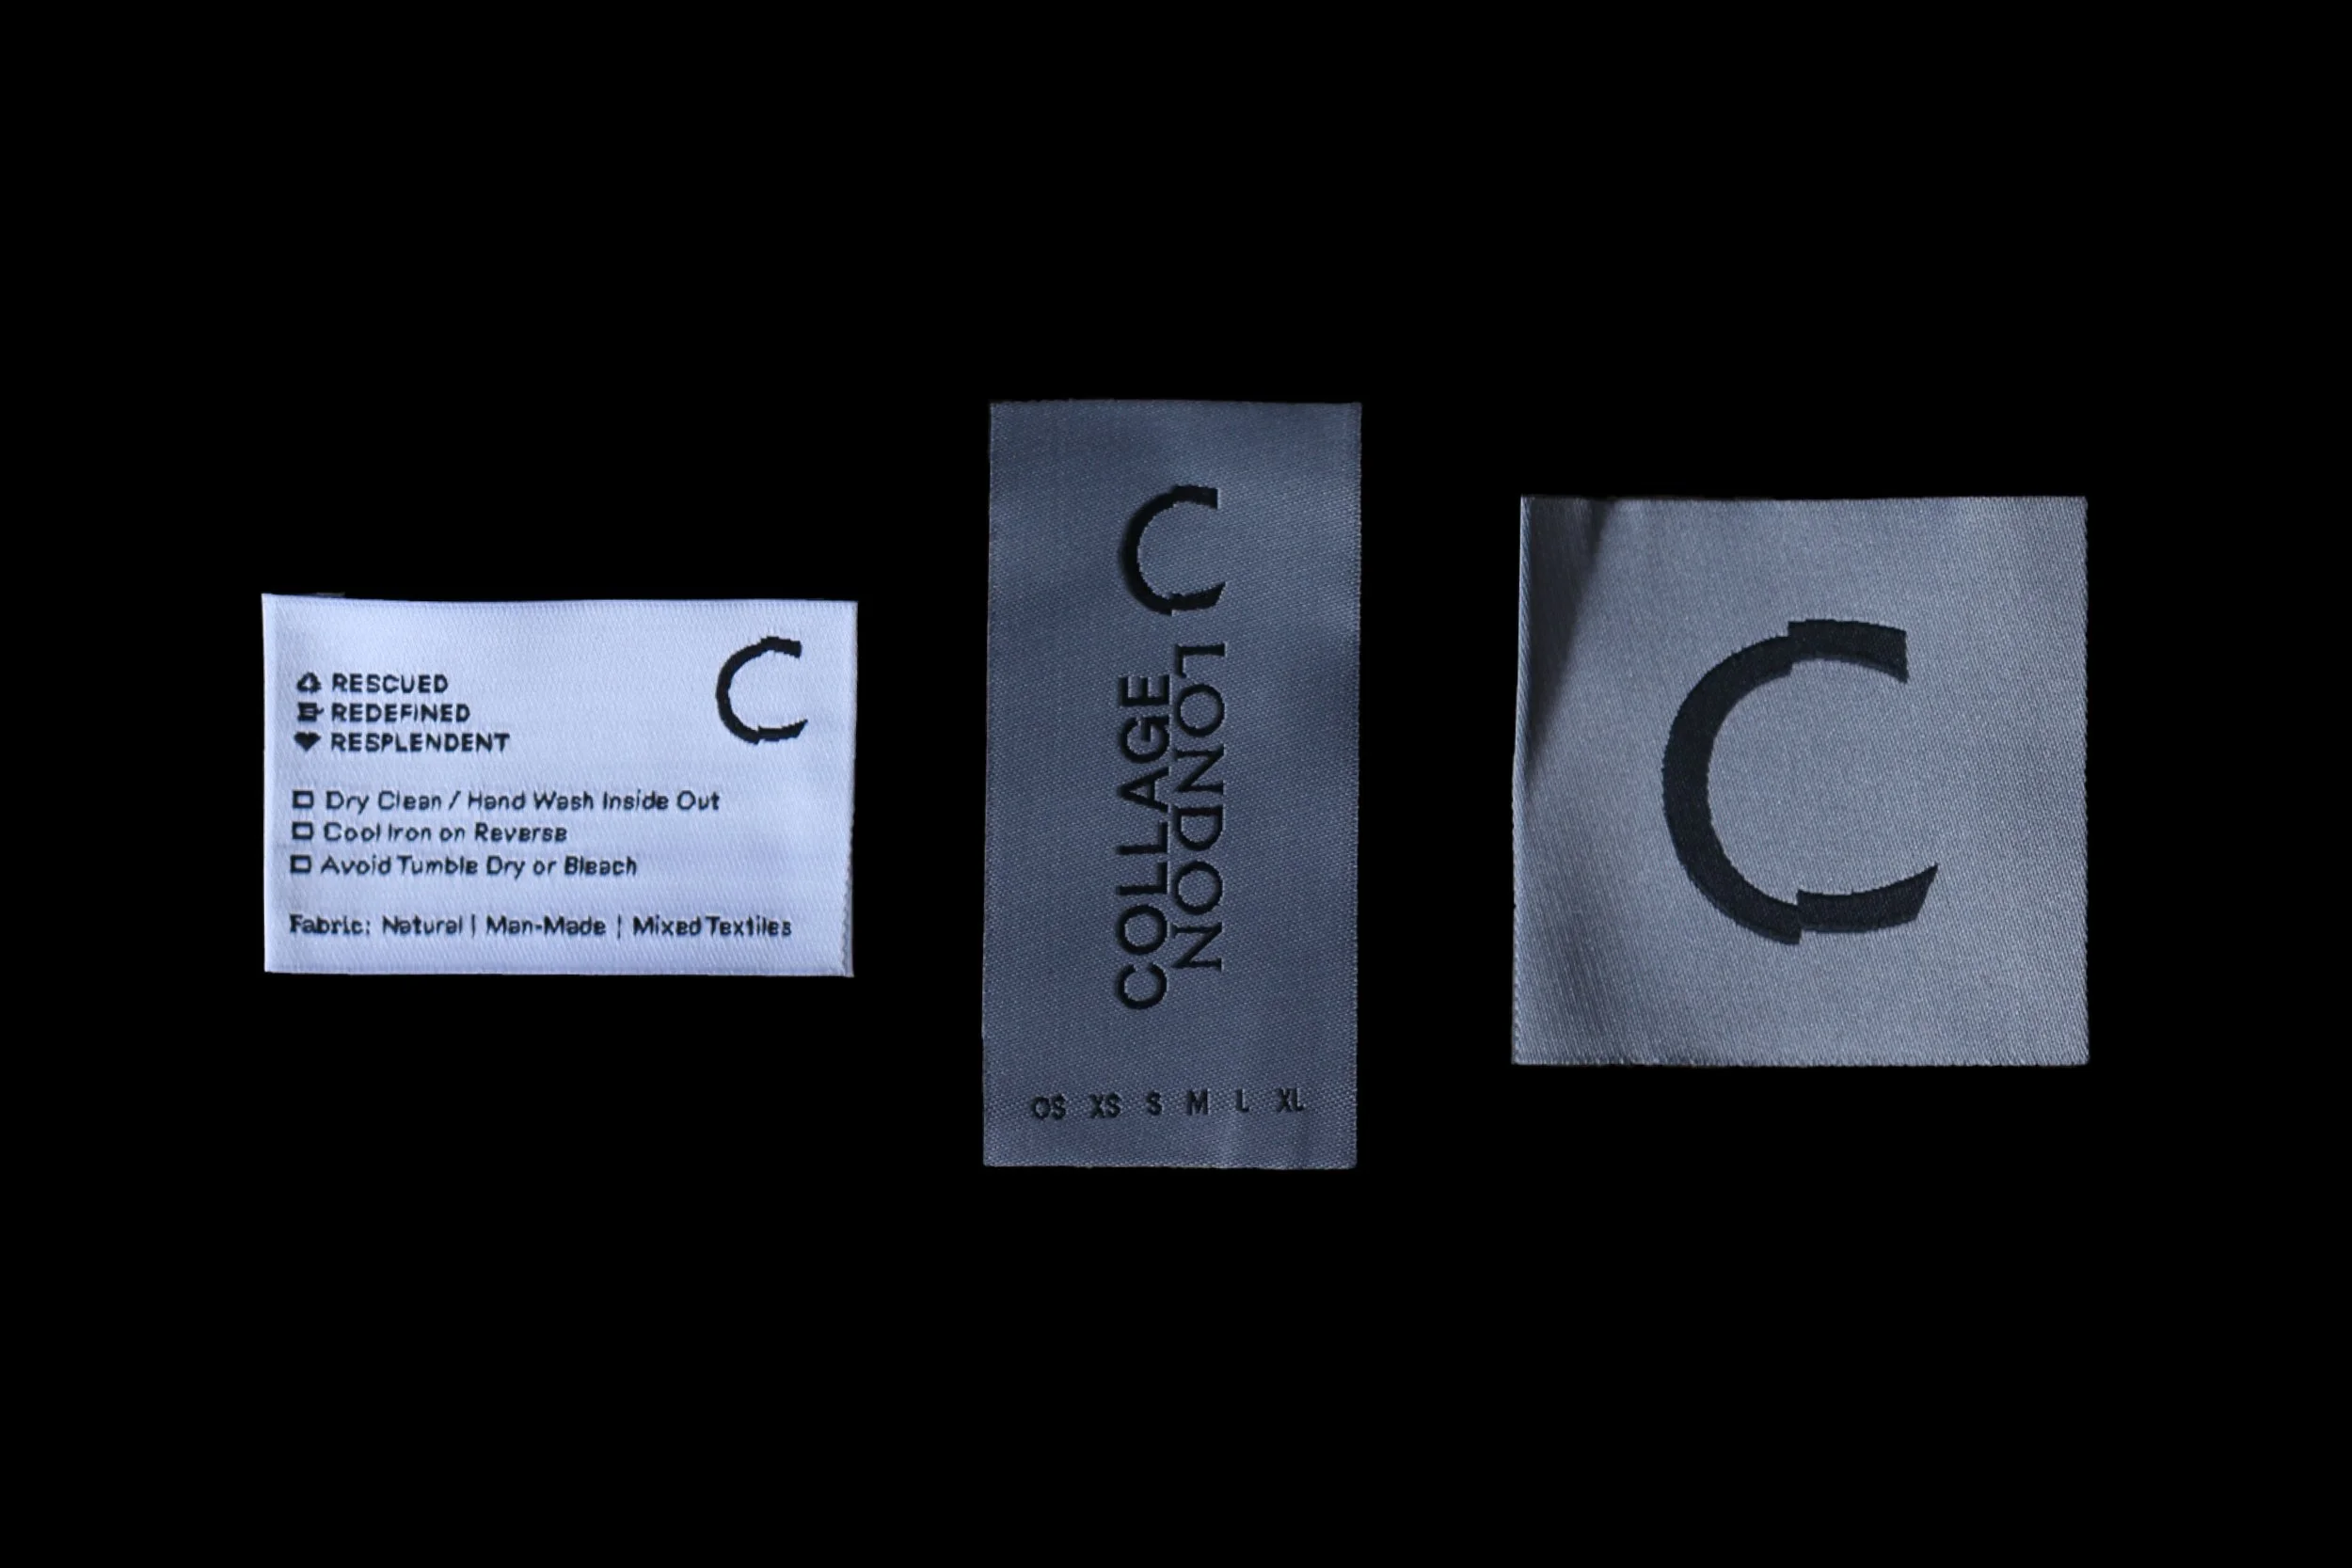 C
RESCUED
REDEFINED
RESPLENDENT
Dry Clean / Hand Wash Inside Out
Cool Iron on Reverse
Avoid Tumble Dry or Bleach
Fabric: Natural | Man-Made | Mixed Textiles
C
COLLAGE
LONDON
OS XS S M L XL
C